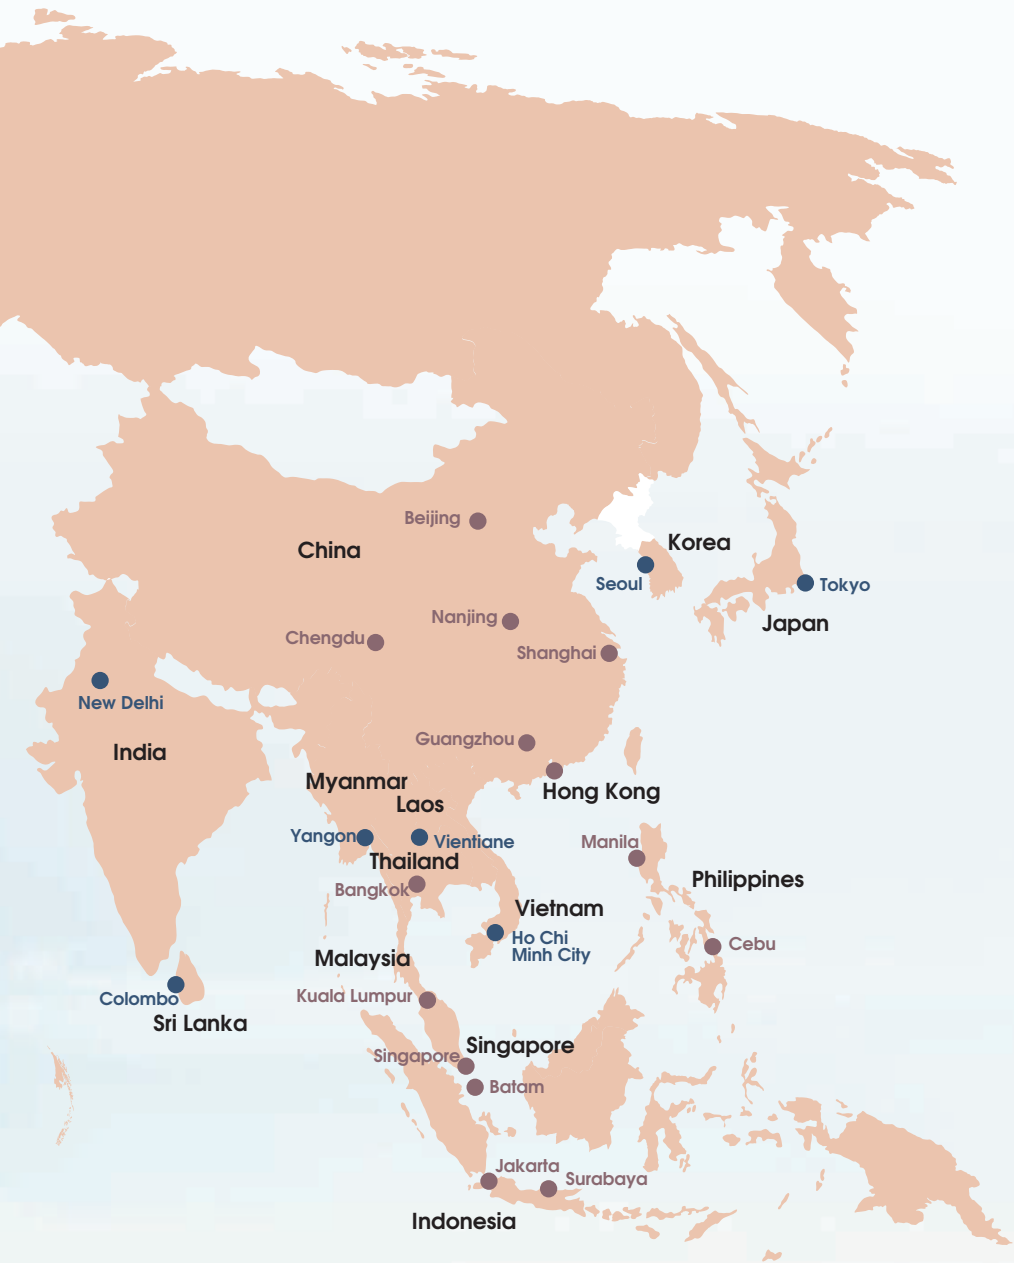 Beijing
China
Korea
Seoul
Tokyo
Nanjing
Japan
Chengdu
Shanghai
New Delhi
Guangzhou
India
Myanmar
Hong Kong
Laos
Yangon
Vientiane
Manila
Thailand
Philippines
Bangkok
Vietnam
Ho Chi
Minh City
Cebu
Malaysia
Kuala Lumpur
Colombo
Sri Lanka
Singapore
Singapore
Batam
Jakarta
Surabaya
Indonesia